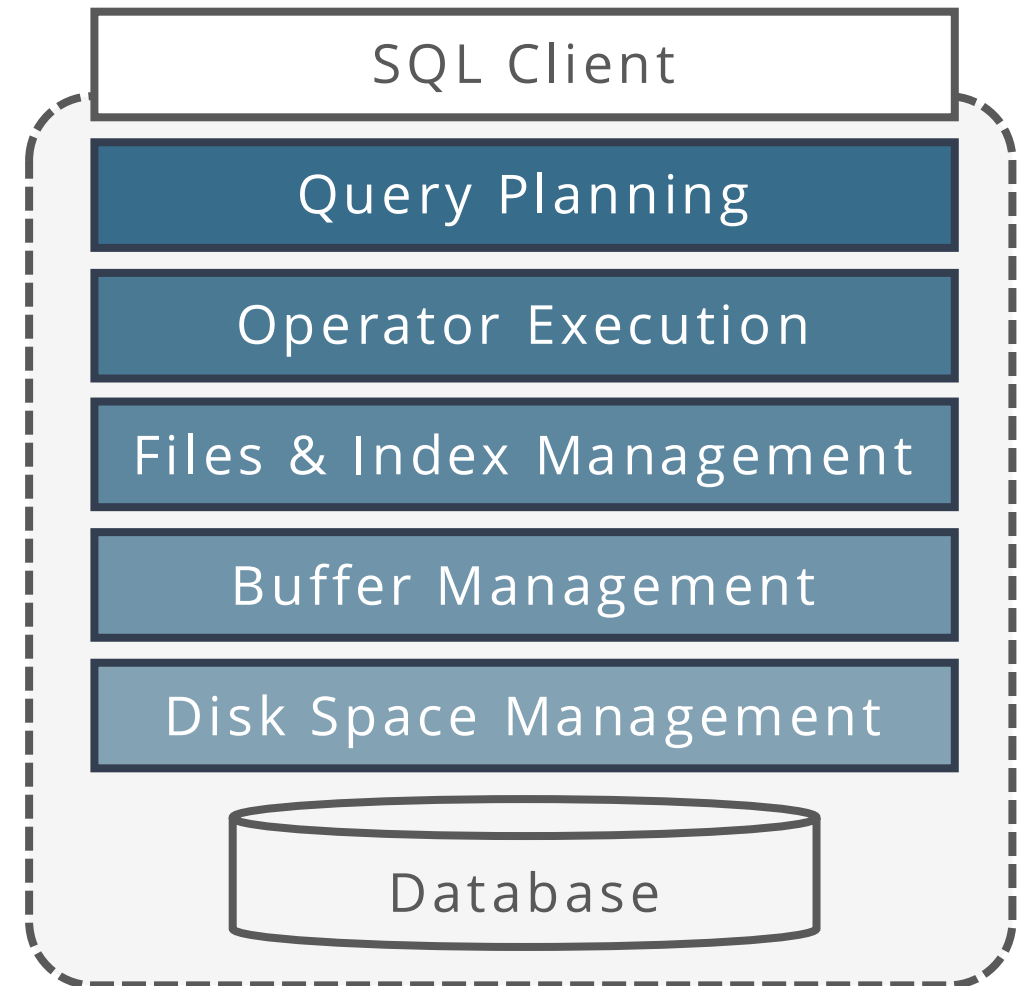 SQL Client
Query Planning
Operator Execution
Files & Index Management
Buffer Management
Disk Space Management
Database